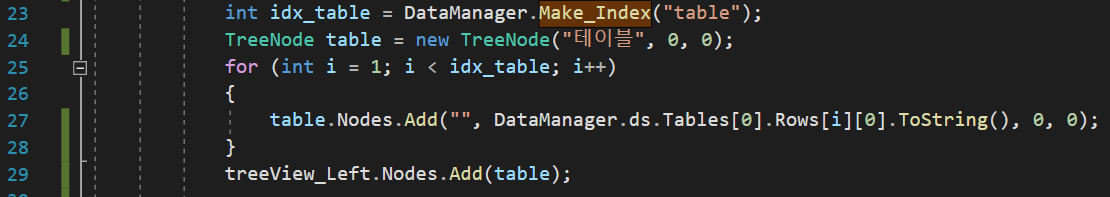 23 int idx_table = DataManager.Make_Index("table");
24 TreeNode table = new TreeNode("테이블", 0, 0);
25 for (int i = 1; i < idx_table; i++)
26 {
27 table.Nodes.Add("", DataManager.ds.Tables[0].Rows[i][0].ToString(), 0, 0);
28 }
29 treeView_Left.Nodes.Add(table);